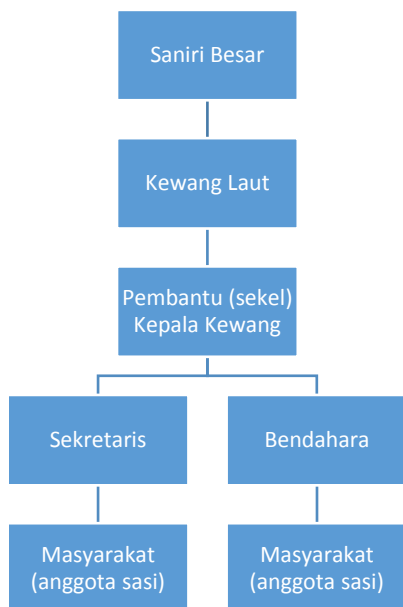 Saniri Besar
Kewang Laut
Pembantu (sekel)
Kepala Kewang
Sekretaris
Bendahara
Masyarakat
(anggota sasi)
Masyarakat
(anggota sasi)